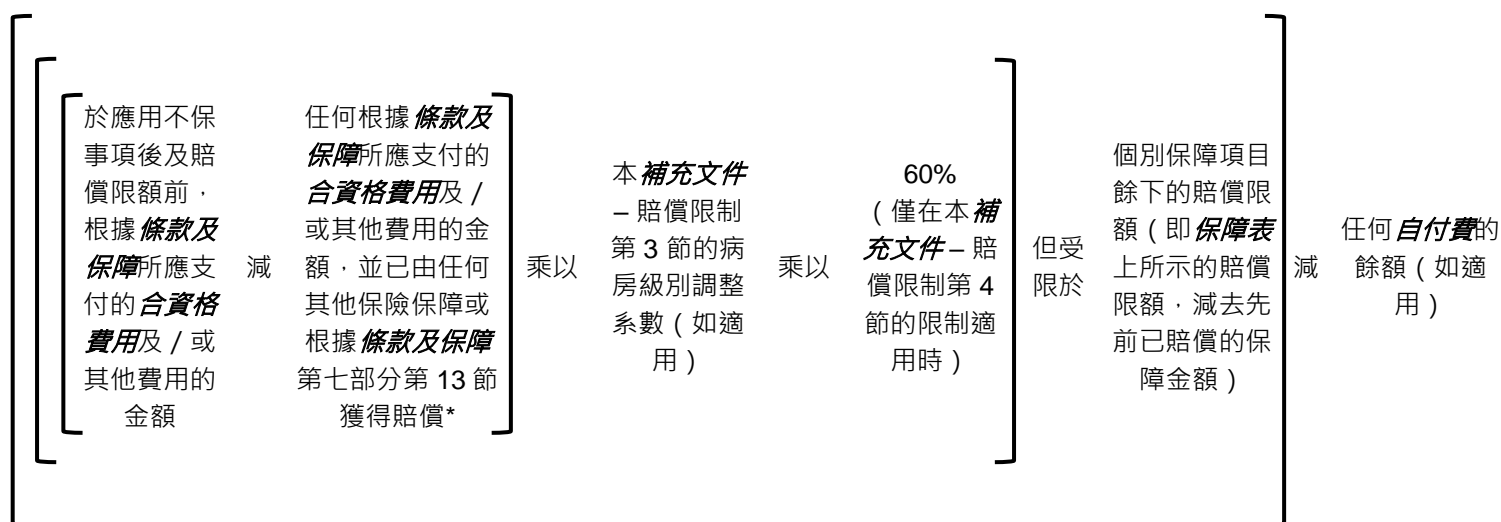 於應用不保
事項後及賠
償限額前，
根據條款及
保障所應支
付的合資格
費用及 / 或
其他費用的
金額
減
任何根據條款及
保障所應支付的
合資格費用及 /
或其他費用的金
額，並已由任何
其他保險保障或
根據條款及保障
第七部分第 13 節
獲得賠償*
乘以
本補充文件
– 賠償限制
第 3 節的病
房級別調整
系數（如適
用）
乘以
60%
（僅在本補
充文件 – 賠
償限制第 4
節的限制適
用時）
但受
限於
個別保障項目
餘下的賠償限
額（即保障表
上所示的賠償
限額，減去先
前已賠償的保
障金額）
減
任何自付費的
餘額（如適
用）